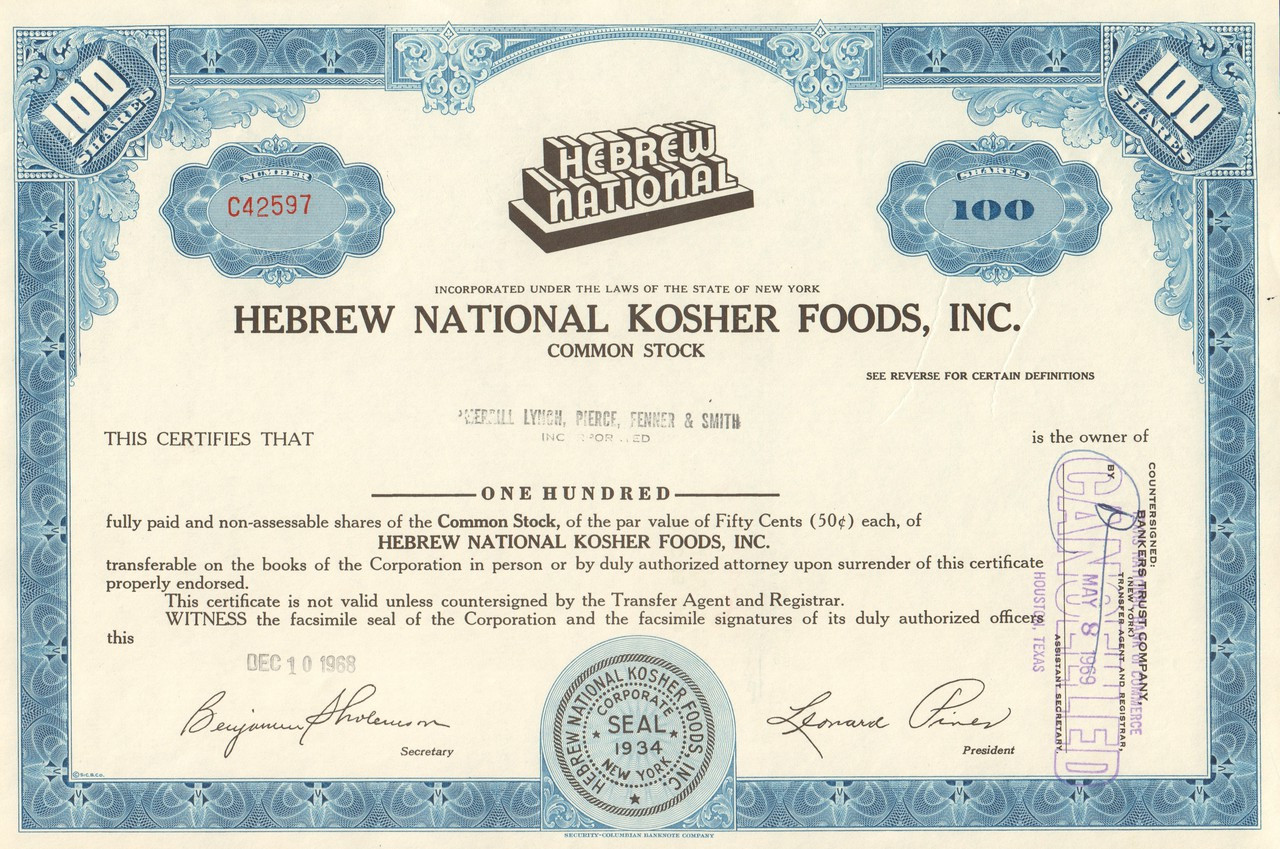 100 SHARES
100 SHARES
NUMBER
C42597
HEBREW
NATIONAL
SHARES
100
INCORPORATED UNDER THE LAWS OF THE STATE OF NEW YORK
HEBREW NATIONAL KOSHER FOODS, INC.
COMMON STOCK
SEE REVERSE FOR CERTAIN DEFINITIONS
LYNCH, PIERCE, FENNER & SMITH
THIS CERTIFIES THAT
is the owner of
ONE HUNDRED
fully paid and non-assessable shares of the Common Stock, of the par value of Fifty Cents (50¢) each, of
HEBREW NATIONAL KOSHER FOODS, INC.
transferable on the books of the Corporation in person or by duly authorized attorney upon surrender of this certificate
properly endorsed.
This certificate is not valid unless countersigned by the Transfer Agent and Registrar.
WITNESS the facsimile seal of the Corporation and the facsimile signatures of its duly authorized officers
this
DEC 10 1968
Benjamin
Secretary
HEBREW NATIONAL KOSHER FOODS, INC.
CORPORATE
SEAL
1934
NEW YORK
Leonard Pines
President
COUNTERSIGNED:
BANKERS TRUST COMPANY,
(NEW YORK)
TRANSFER AGENT AND REGISTRAR,
BY
ASSISTANT SECRETARY.
CANCELLED
MAY 8 1969
COMMERCE
HOUSTON, TEXAS
©S-C.B.Co.
SECURITY-COLUMBIAN BANKNOTE COMPANY